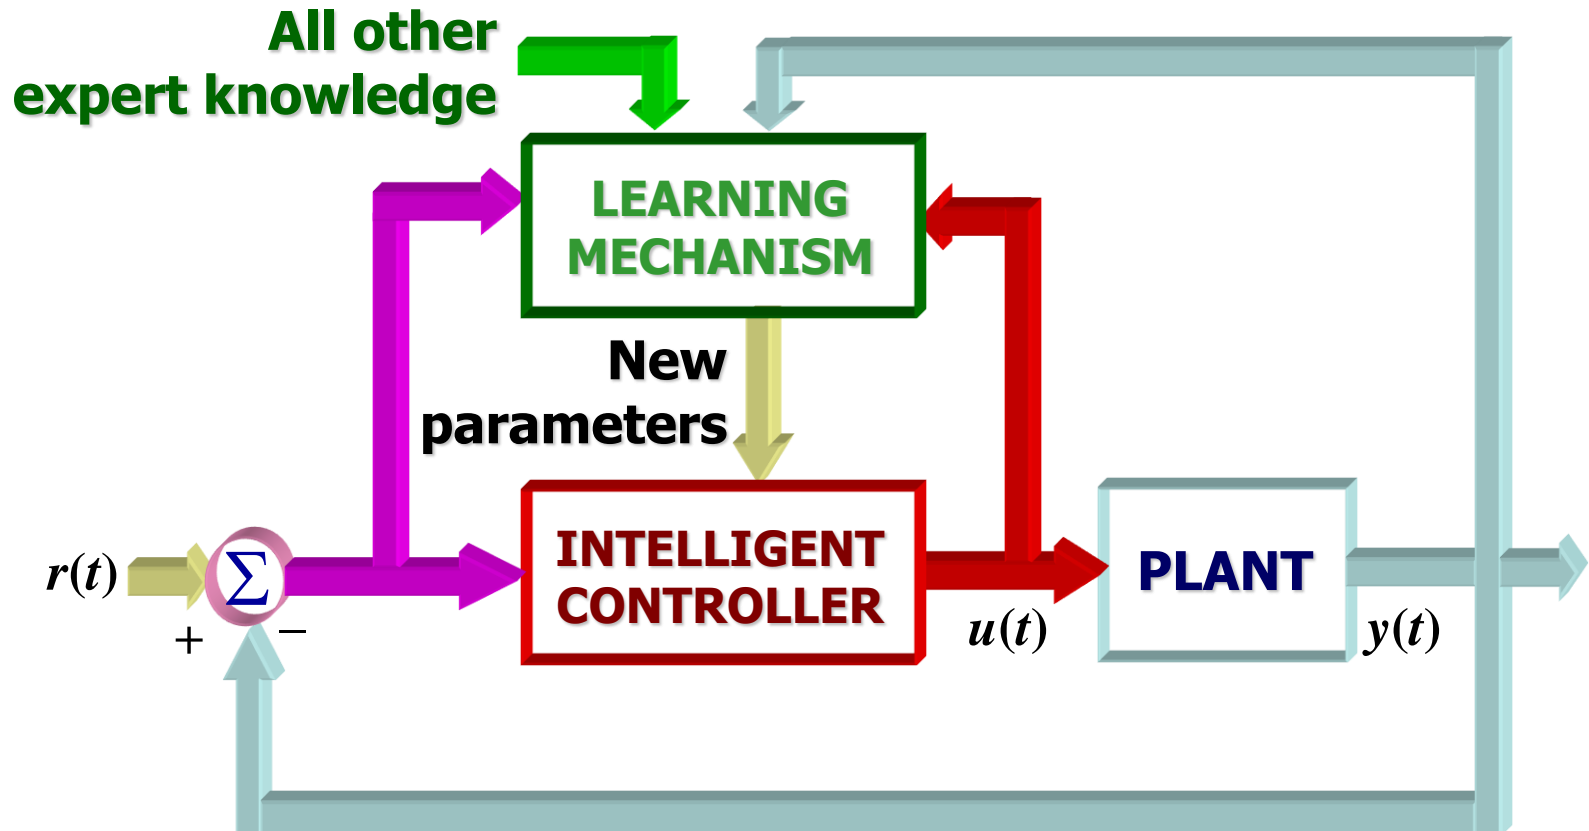 All other
expert knowledge
LEARNING
MECHANISM
New
parameters
INTELLIGENT
CONTROLLER
PLANT
r(t)
Σ
+
−
u(t)
y(t)